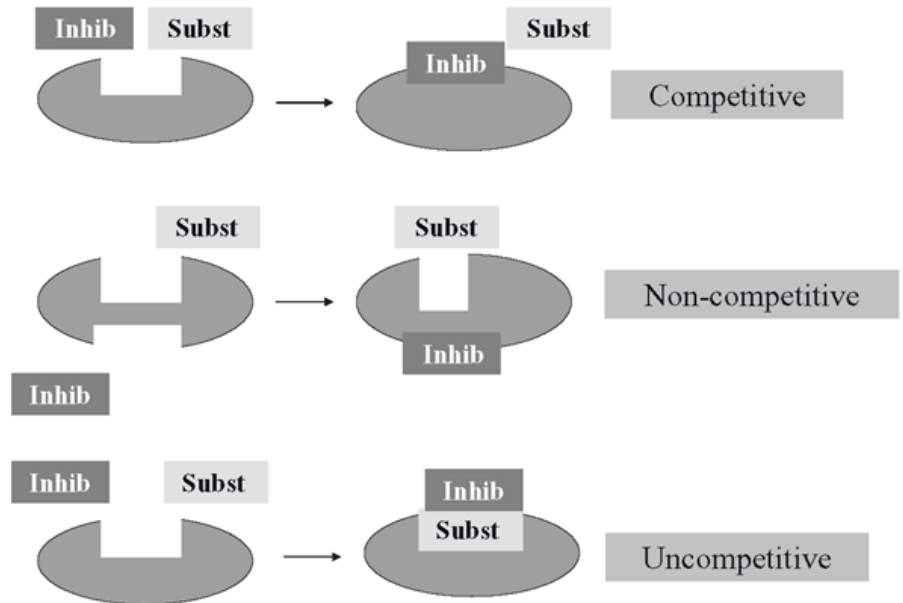 Inhib Subst
Subst
Inhib
Competitive
Subst
Subst
Non-competitive
Inhib
Inhib
Inhib Subst
Inhib
Subst
Uncompetitive